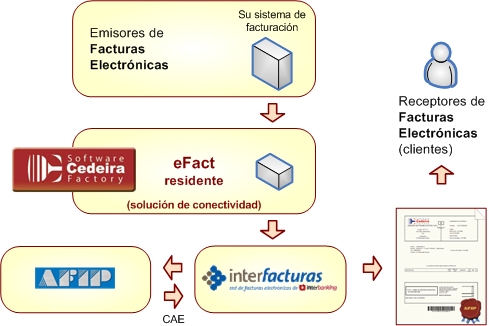 Emisores de
Facturas
Electrónicas
Su sistema de
facturación
Receptores de
Facturas
Electrónicas
(clientes)
Software
Cedeira
Factory
eFact
residente
(solución de conectividad)
AFIP
CAE
interfacturas
red de facturas electrónicas de interbanking
Cedeira
AFIP